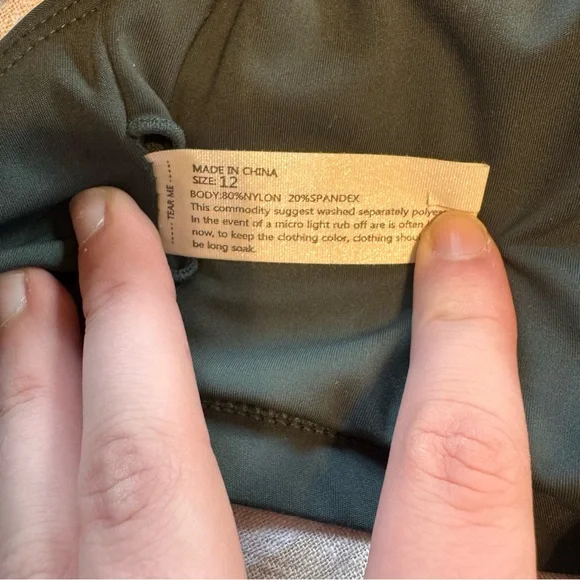 ----- TEAR ME -----
MADE IN CHINA
SIZE: 12
BODY:80%NYLON 20%SPANDEX
This commodity suggest washed separately
In the event of a micro light rub off are is often
now, to keep the clothing color, clothing
be long soak.